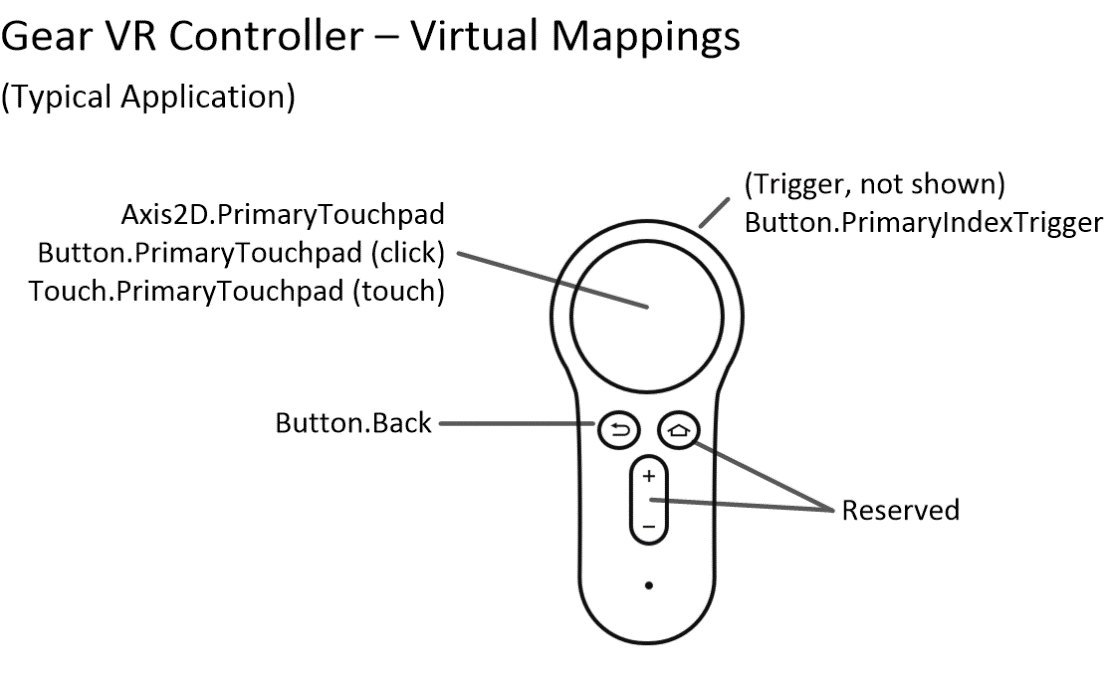 Gear VR Controller – Virtual Mappings
(Typical Application)
(Trigger, not shown)
Button.PrimaryIndexTrigger
Axis2D.PrimaryTouchpad
Button.PrimaryTouchpad (click)
Touch.PrimaryTouchpad (touch)
Button.Back
+
−
Reserved